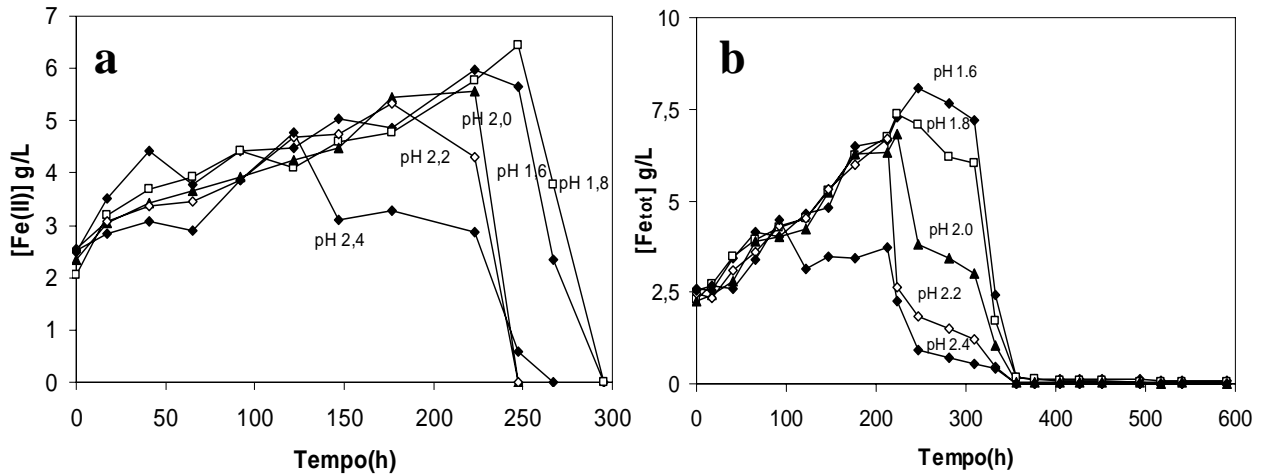 a
[Fe(II)] g/L
7
6
5
4
3
2
1
0
pH 2,0
pH 2,2
pH 1,6
pH 1,8
pH 2,4
0 50 100 150 200 250 300
Tempo(h)
b
[Fetot] g/L
10
7,5
5
2,5
0
pH 1.6
pH 1.8
pH 2.0
pH 2.2
pH 2.4
0 100 200 300 400 500 600
Tempo(h)